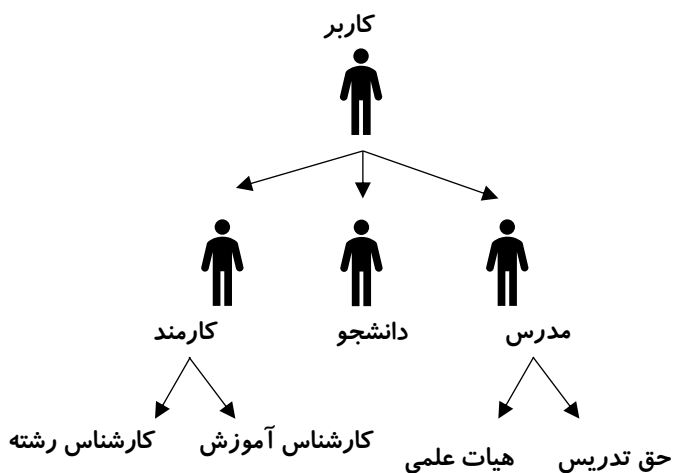 کاربر
مدرس
دانشجو
کارمند
حق تدریس
هیات علمی
کارشناس آموزش
کارشناس رشته